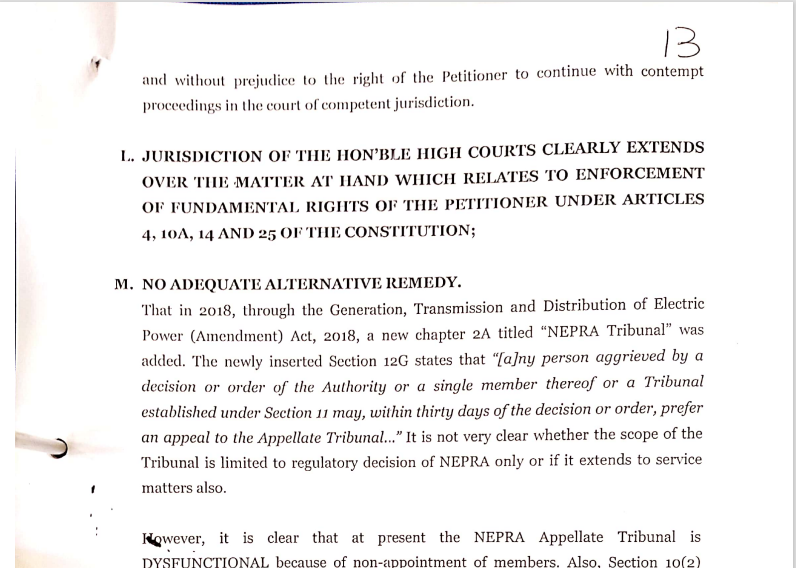 13
and without prejudice to the right of the Petitioner to continue with contempt
proceedings in the court of competent jurisdiction.
L. JURISDICTION OF THE HON'BLE HIGH COURTS CLEARLY EXTENDS
OVER THE MATTER AT HAND WHICH RELATES TO ENFORCEMENT
OF FUNDAMENTAL RIGHTS OF THE PETITIONER UNDER ARTICLES
4, 10A, 14 AND 25 OF THE CONSTITUTION;
M. NO ADEQUATE ALTERNATIVE REMEDY.
That in 2018, through the Generation, Transmission and Distribution of Electric
Power (Amendment) Act, 2018, a new chapter 2A titled “NEPRA Tribunal” was
added. The newly inserted Section 12G states that “[a]ny person aggrieved by a
decision or order of the Authority or a single member thereof or a Tribunal
established under Section 11 may, within thirty days of the decision or order, prefer
an appeal to the Appellate Tribunal...” It is not very clear whether the scope of the
Tribunal is limited to regulatory decision of NEPRA only or if it extends to service
matters also.
However, it is clear that at present the NEPRA Appellate Tribunal is
DYSFUNCTIONAL because of non-appointment of members. Also, Section 10(2)